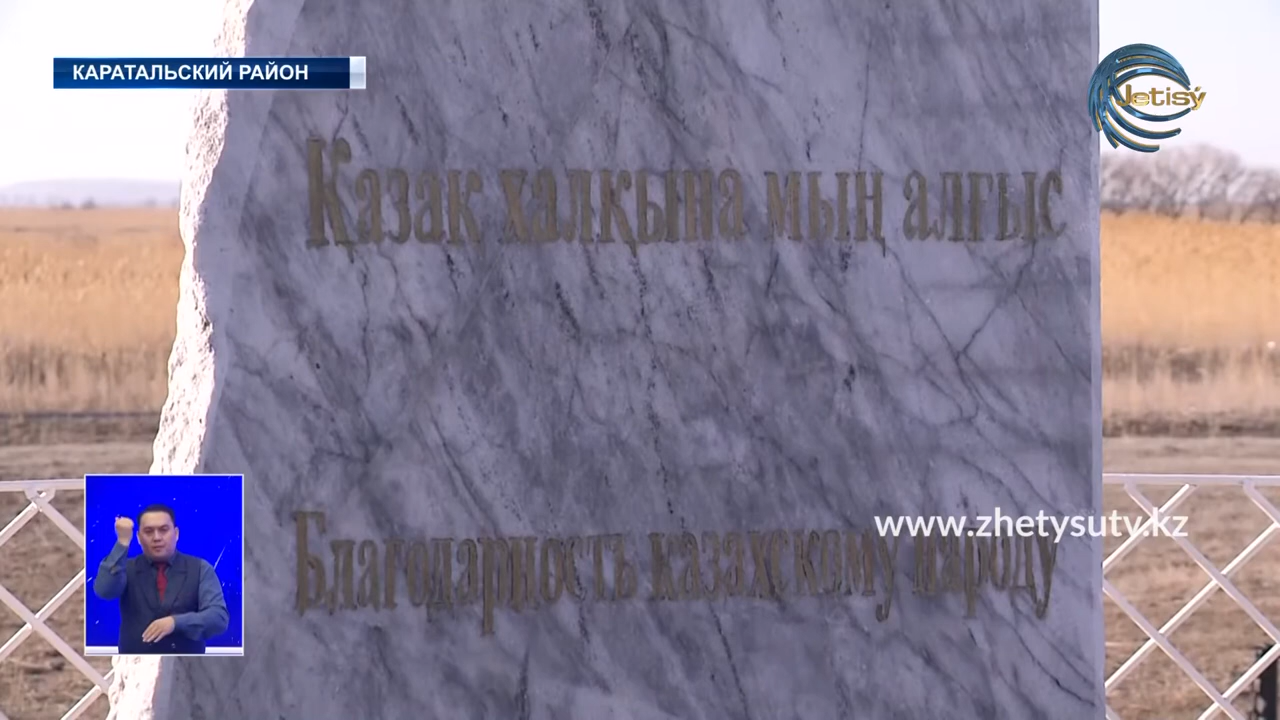 КАРАТАЛЬСКИЙ РАЙОН
Jetisý
Қазақ халқына мың алғыс
www.zhetysutv.kz
Благодарность казахскому народу